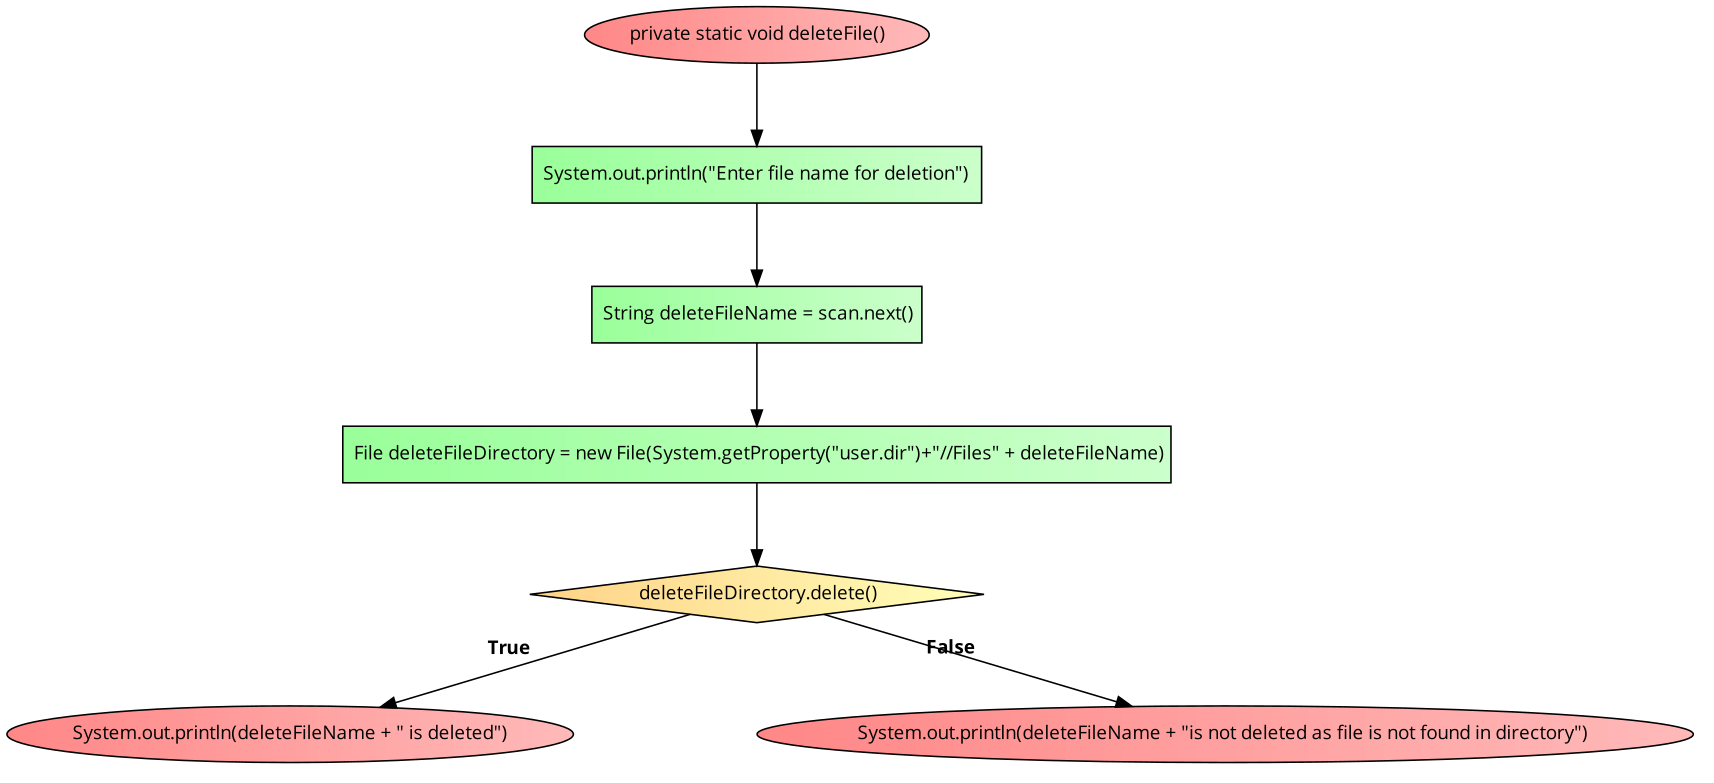 private static void deleteFile()
System.out.println("Enter file name for deletion")
String deleteFileName = scan.next()
File deleteFileDirectory = new File(System.getProperty("user.dir")+"//Files" + deleteFileName)
deleteFileDirectory.delete()
True
False
System.out.println(deleteFileName + " is deleted")
System.out.println(deleteFileName + "is not deleted as file is not found in directory")